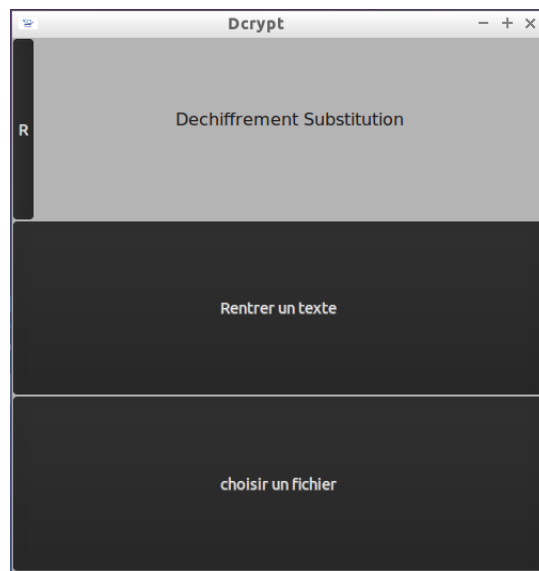 Dcrypt
R
Dechiffrement Substitution
Rentrer un texte
choisir un fichier